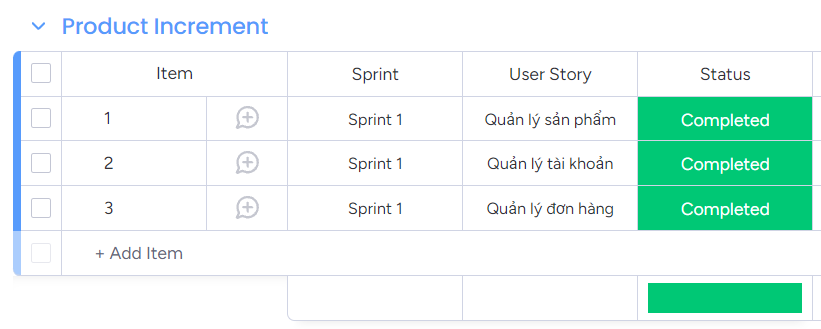 Product Increment
Item Sprint User Story Status
1 Sprint 1 Quản lý sản phẩm Completed
2 Sprint 1 Quản lý tài khoản Completed
3 Sprint 1 Quản lý đơn hàng Completed
+ Add Item